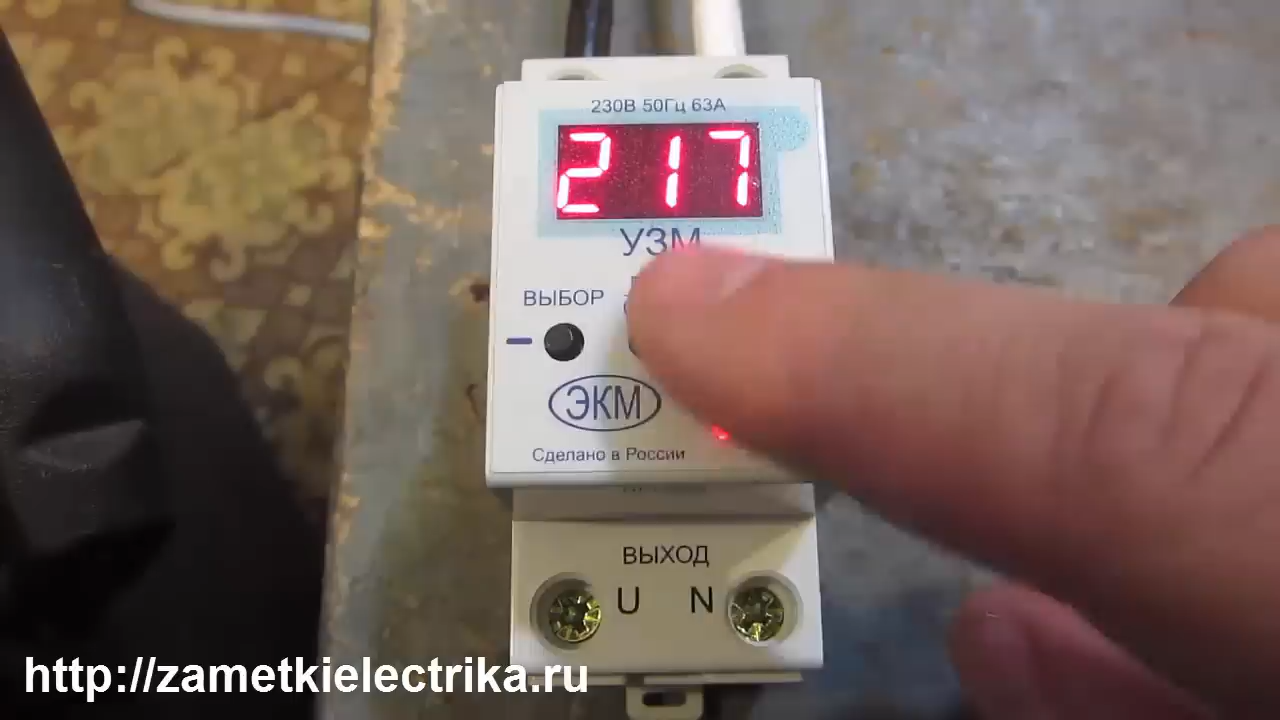 230В 50Гц 63А
217
УЗМ
ВЫБОР
ЭКМ
Сделано в России
ВЫХОД
U N
http://zametkielectrika.ru